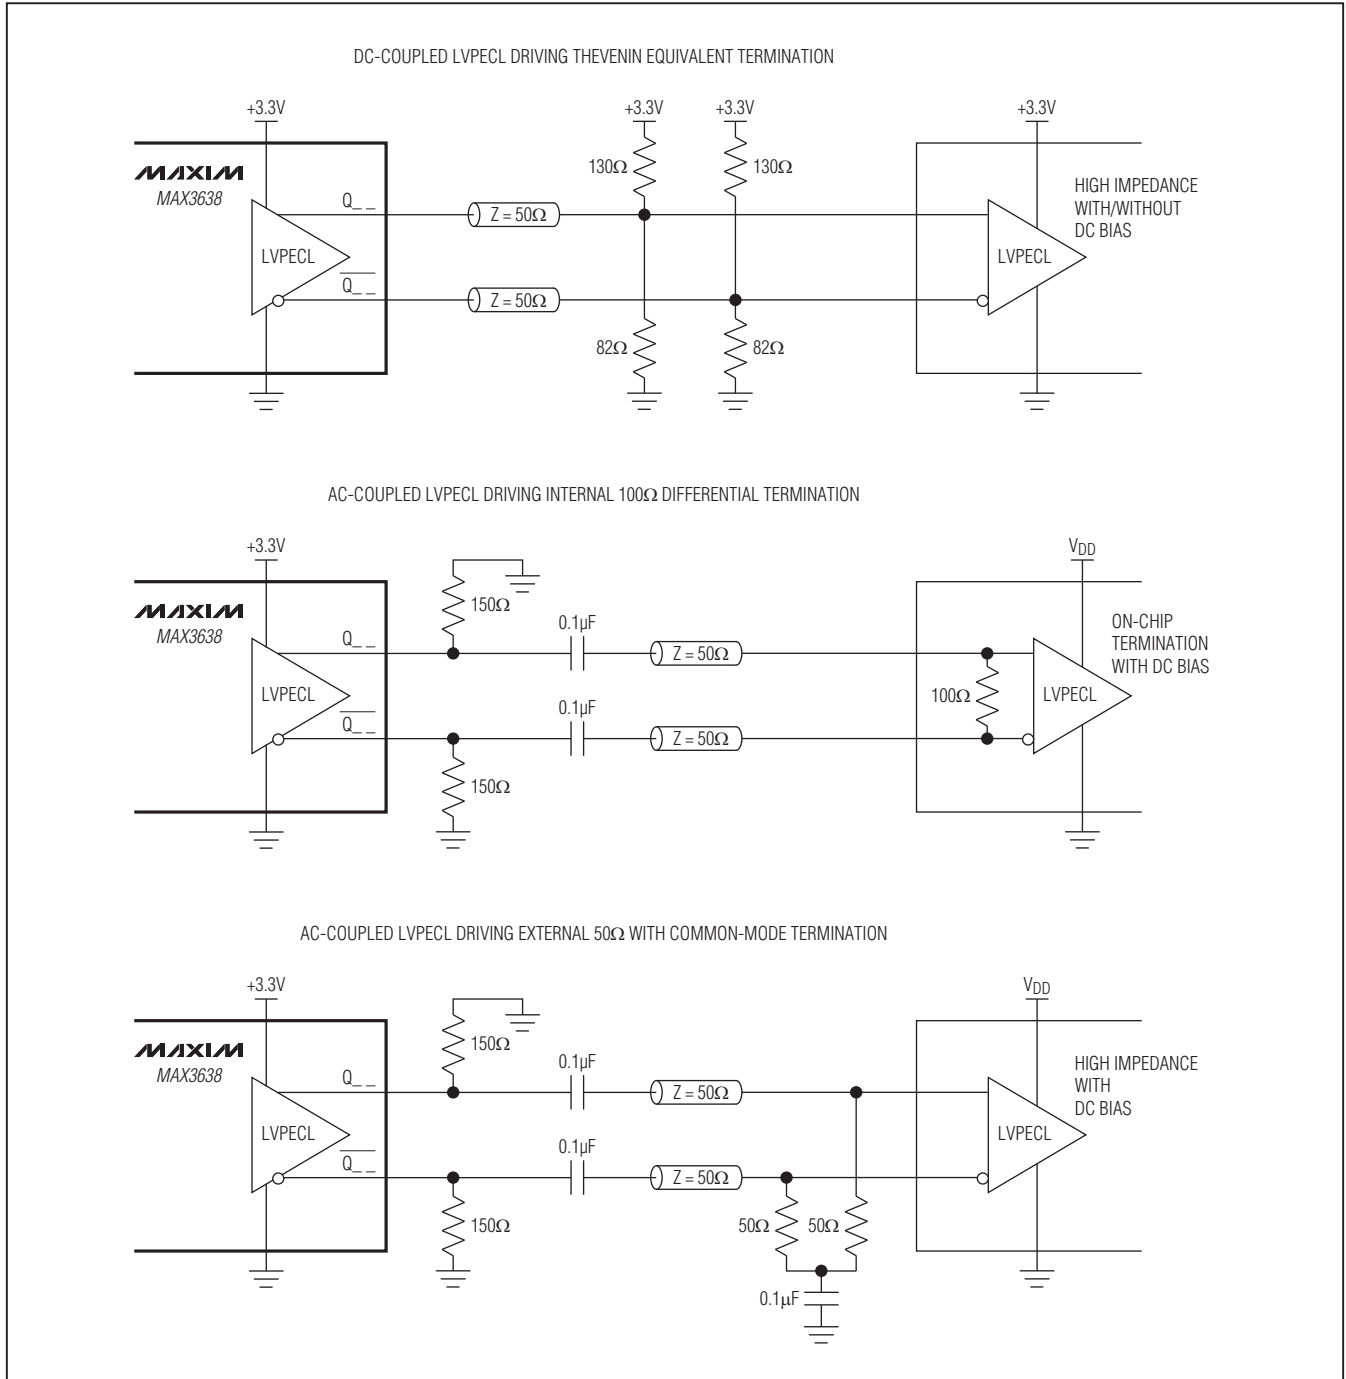 DC-COUPLED LVPECL DRIVING THEVENIN EQUIVALENT TERMINATION
+3.3V
+3.3V
+3.3V
+3.3V
MAXIM
MAX3638
130Ω
130Ω
HIGH IMPEDANCE
WITH/WITHOUT
DC BIAS
Q_ _
Z = 50Ω
LVPECL
LVPECL
Q_ _
Z = 50Ω
82Ω
82Ω
AC-COUPLED LVPECL DRIVING INTERNAL 100Ω DIFFERENTIAL TERMINATION
+3.3V
VDD
MAXIM
MAX3638
150Ω
0.1µF
ON-CHIP
TERMINATION
WITH DC BIAS
Q_ _
Z = 50Ω
LVPECL
100Ω
LVPECL
0.1µF
Q_ _
Z = 50Ω
150Ω
AC-COUPLED LVPECL DRIVING EXTERNAL 50Ω WITH COMMON-MODE TERMINATION
+3.3V
VDD
MAXIM
MAX3638
150Ω
0.1µF
HIGH IMPEDANCE
WITH
DC BIAS
Q_ _
Z = 50Ω
LVPECL
LVPECL
0.1µF
Q_ _
Z = 50Ω
150Ω
50Ω
50Ω
0.1µF